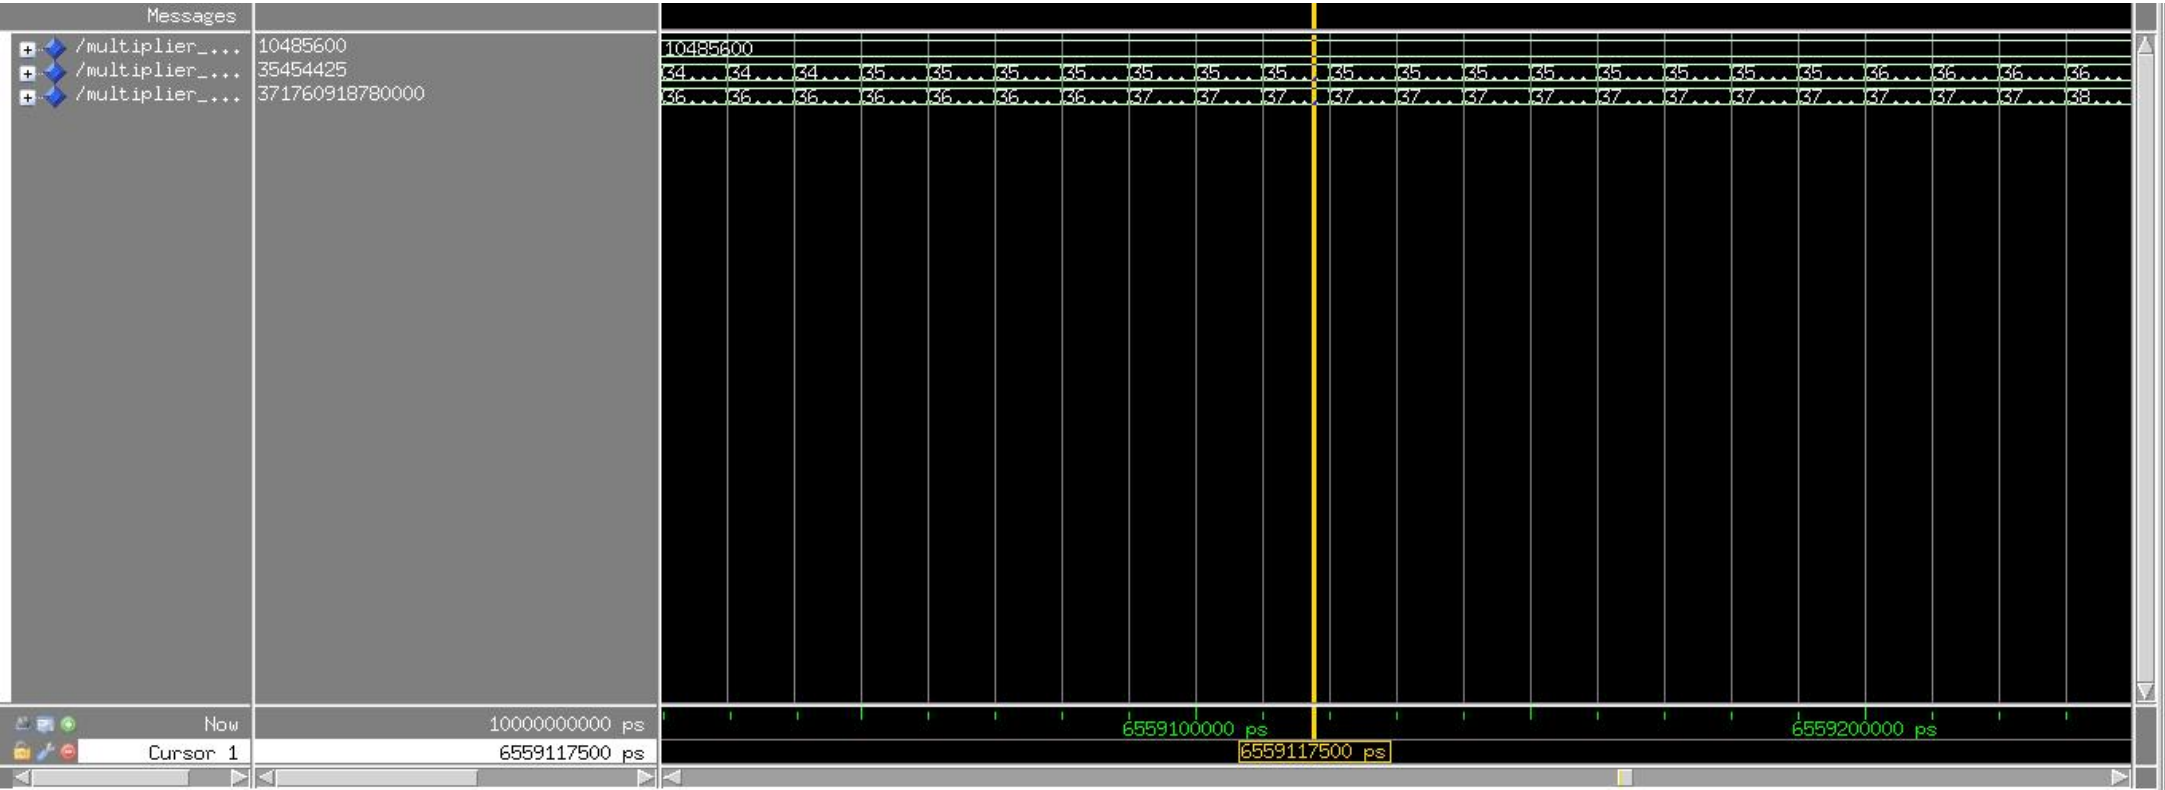 Messages
/multiplier_... 10485600 10485600
/multiplier_... 35454425 34... 34... 34... 35... 35... 35... 35... 35... 35... 35... 35... 35... 35... 35... 35... 35... 35... 35... 36... 36... 36... 36...
/multiplier_... 371760918780000 36... 36... 36... 36... 36... 36... 36... 37... 37... 37... 37... 37... 37... 37... 37... 37... 37... 37... 37... 37... 37... 38...
Now 10000000000 ps 6559100000 ps 6559200000 ps
Cursor 1 6559117500 ps 6559117500 ps